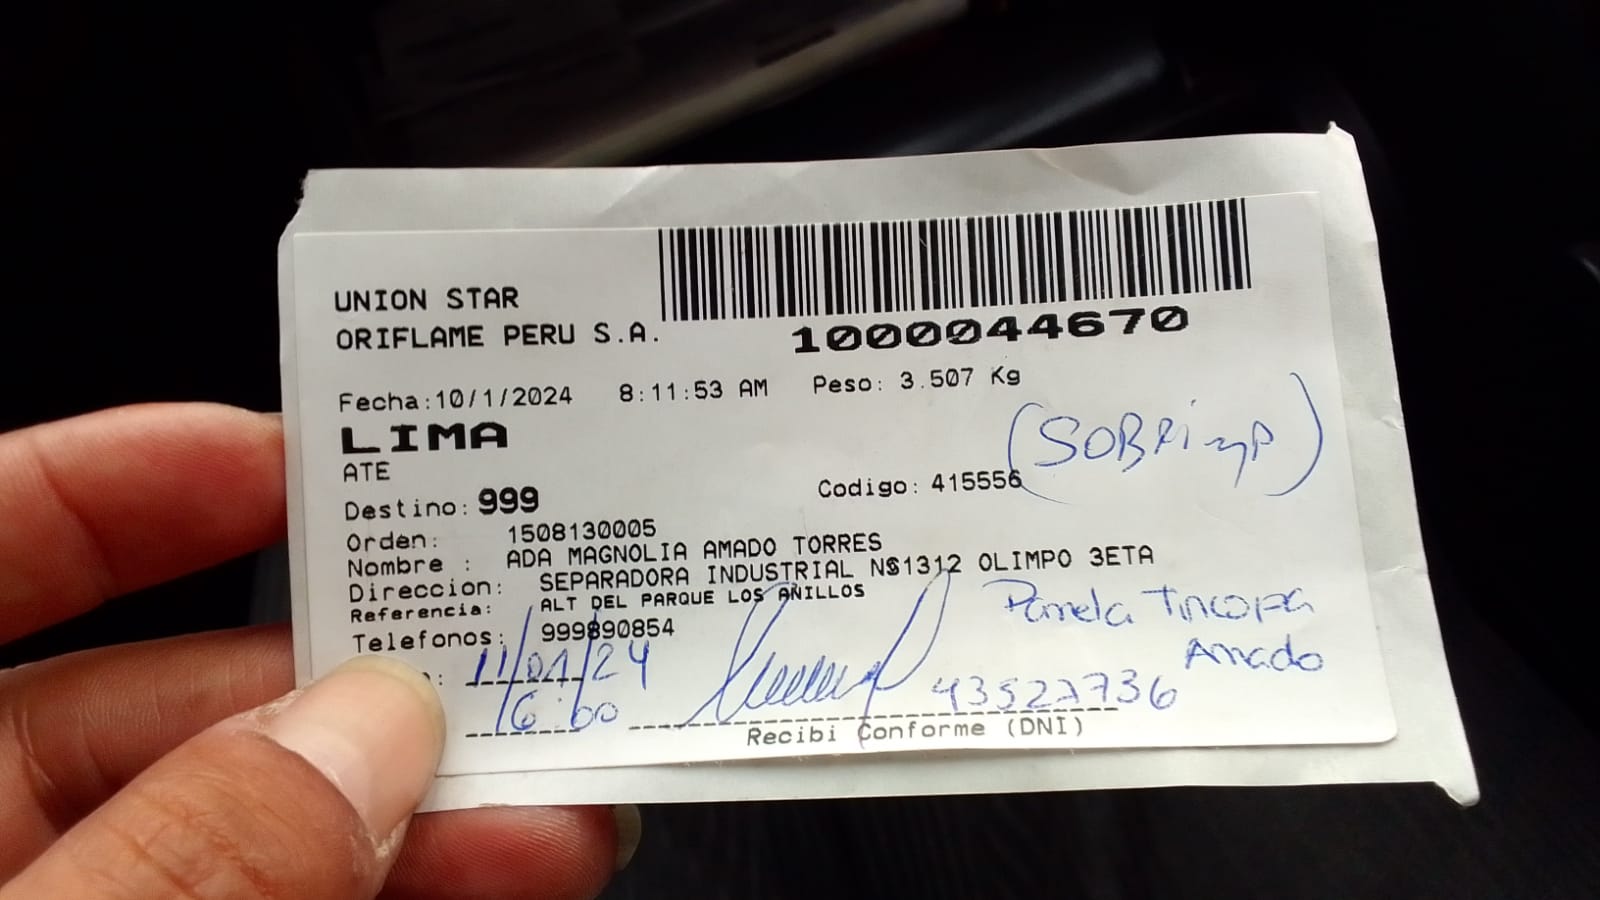 UNION STAR
ORIFLAME PERU S.A.
1000044670
Fecha:10/1/2024 8:11:53 AM Peso: 3.507 Kg
LIMA
ATE
Destino: 999
Codigo: 415556
Orden: 1508130005
Nombre : ADA MAGNOLIA AMADO TORRES
Direccion: SEPARADORA INDUSTRIAL N§1312 OLIMPO 3ETA
Referencia: ALT DEL PARQUE LOS AÑILLOS
Telefonos: 999890854
Pamela Tincopa
Amado
11/01/24
16:00
43527736
Recibi Conforme (DNI)